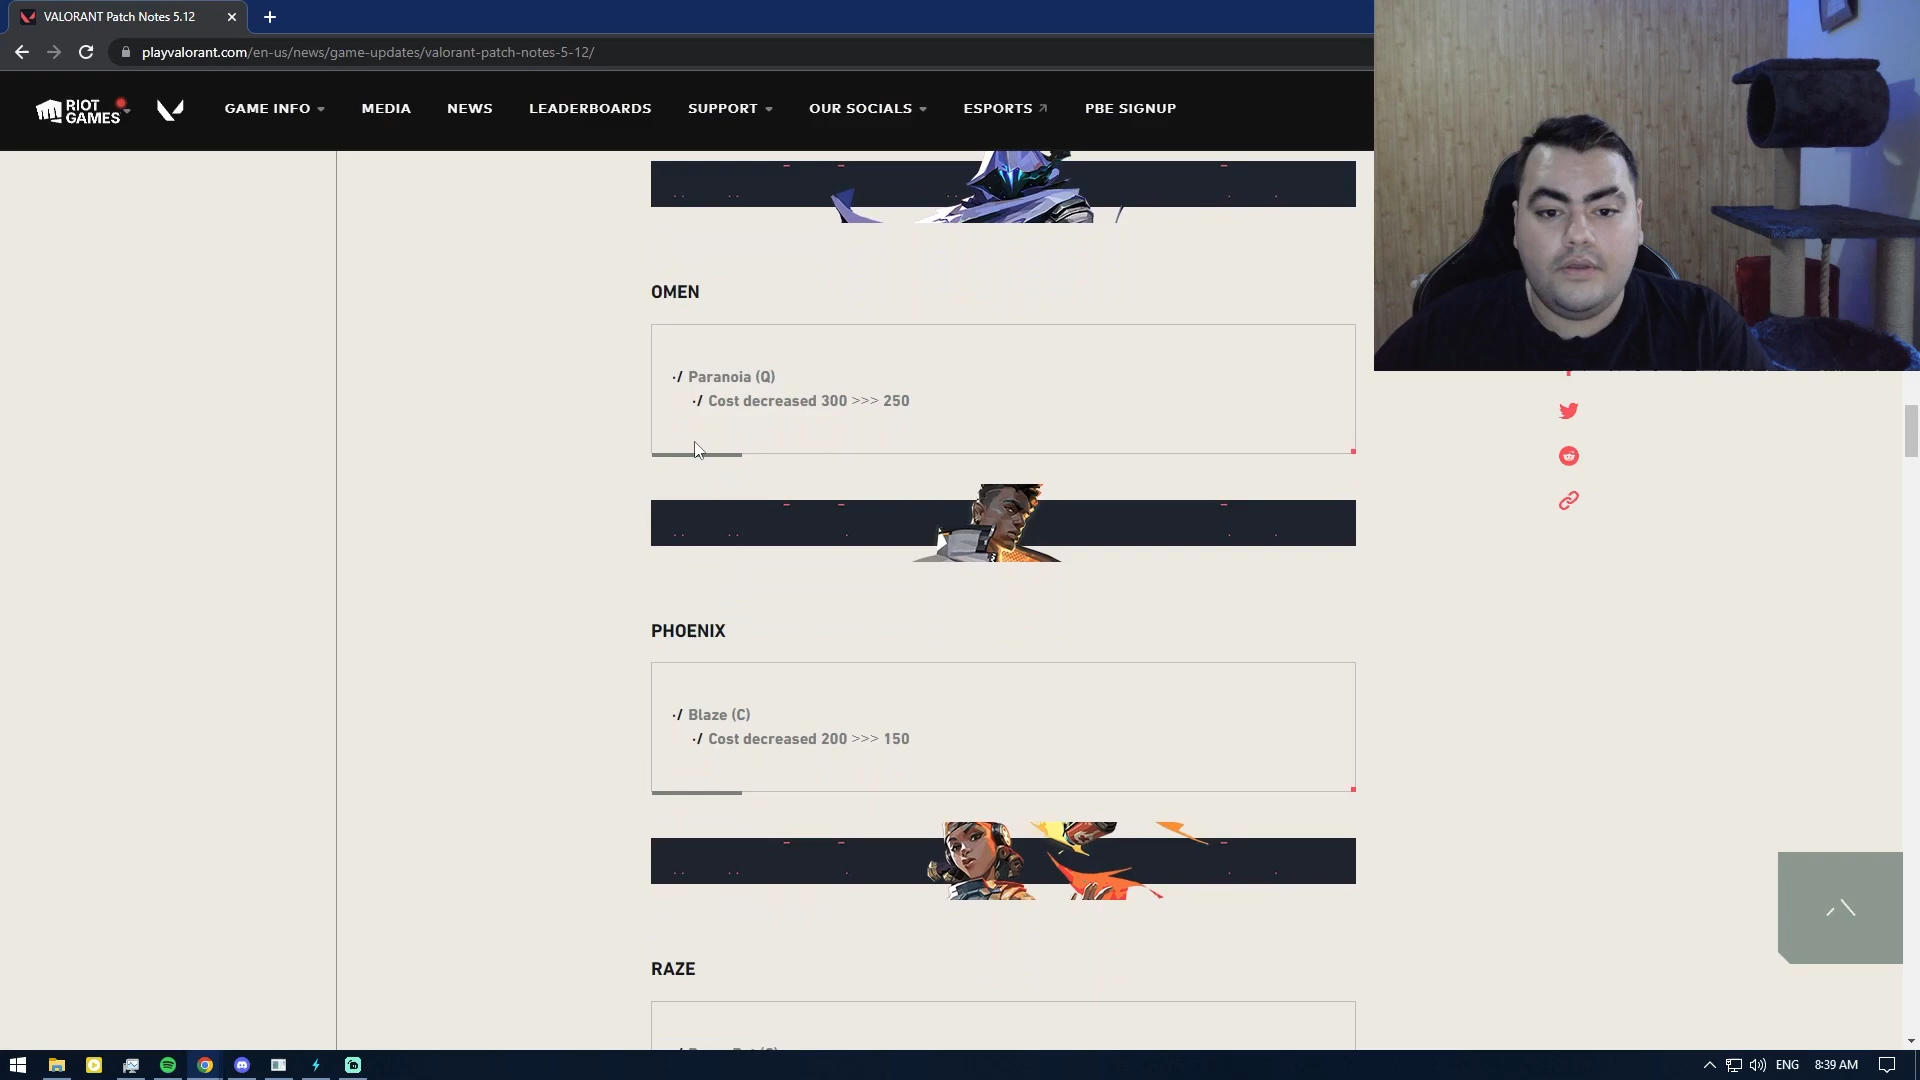 VALORANT Patch Notes 5.12
playvalorant.com/en-us/news/game-updates/valorant-patch-notes-5-12/
RIOT GAMES
GAME INFO
MEDIA
NEWS
LEADERBOARDS
SUPPORT
OUR SOCIALS
ESPORTS
PBE SIGNUP
OMEN
·/ Paranoia (Q)
·/ Cost decreased 300 >>> 250
PHOENIX
·/ Blaze (C)
·/ Cost decreased 200 >>> 150
RAZE
ENG
8:39 AM